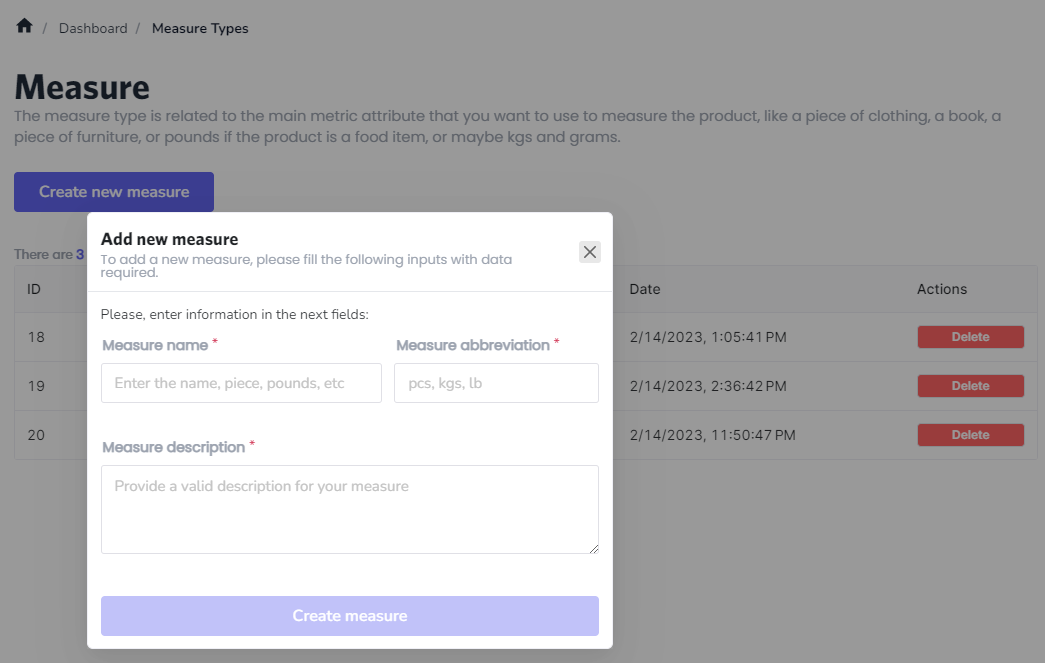 / Dashboard / Measure Types
Measure
The measure type is related to the main metric attribute that you want to use to measure the product, like a piece of clothing, a book, a
piece of furniture, or pounds if the product is a food item, or maybe kgs and grams.
Create new measure
There are 3
ID Date Actions
18 2/14/2023, 1:05:41 PM Delete
19 2/14/2023, 2:36:42 PM Delete
20 2/14/2023, 11:50:47 PM Delete
Add new measure
To add a new measure, please fill the following inputs with data
required.
Please, enter information in the next fields:
Measure name * Measure abbreviation *
Enter the name, piece, pounds, etc pcs, kgs, lb
Measure description *
Provide a valid description for your measure
Create measure